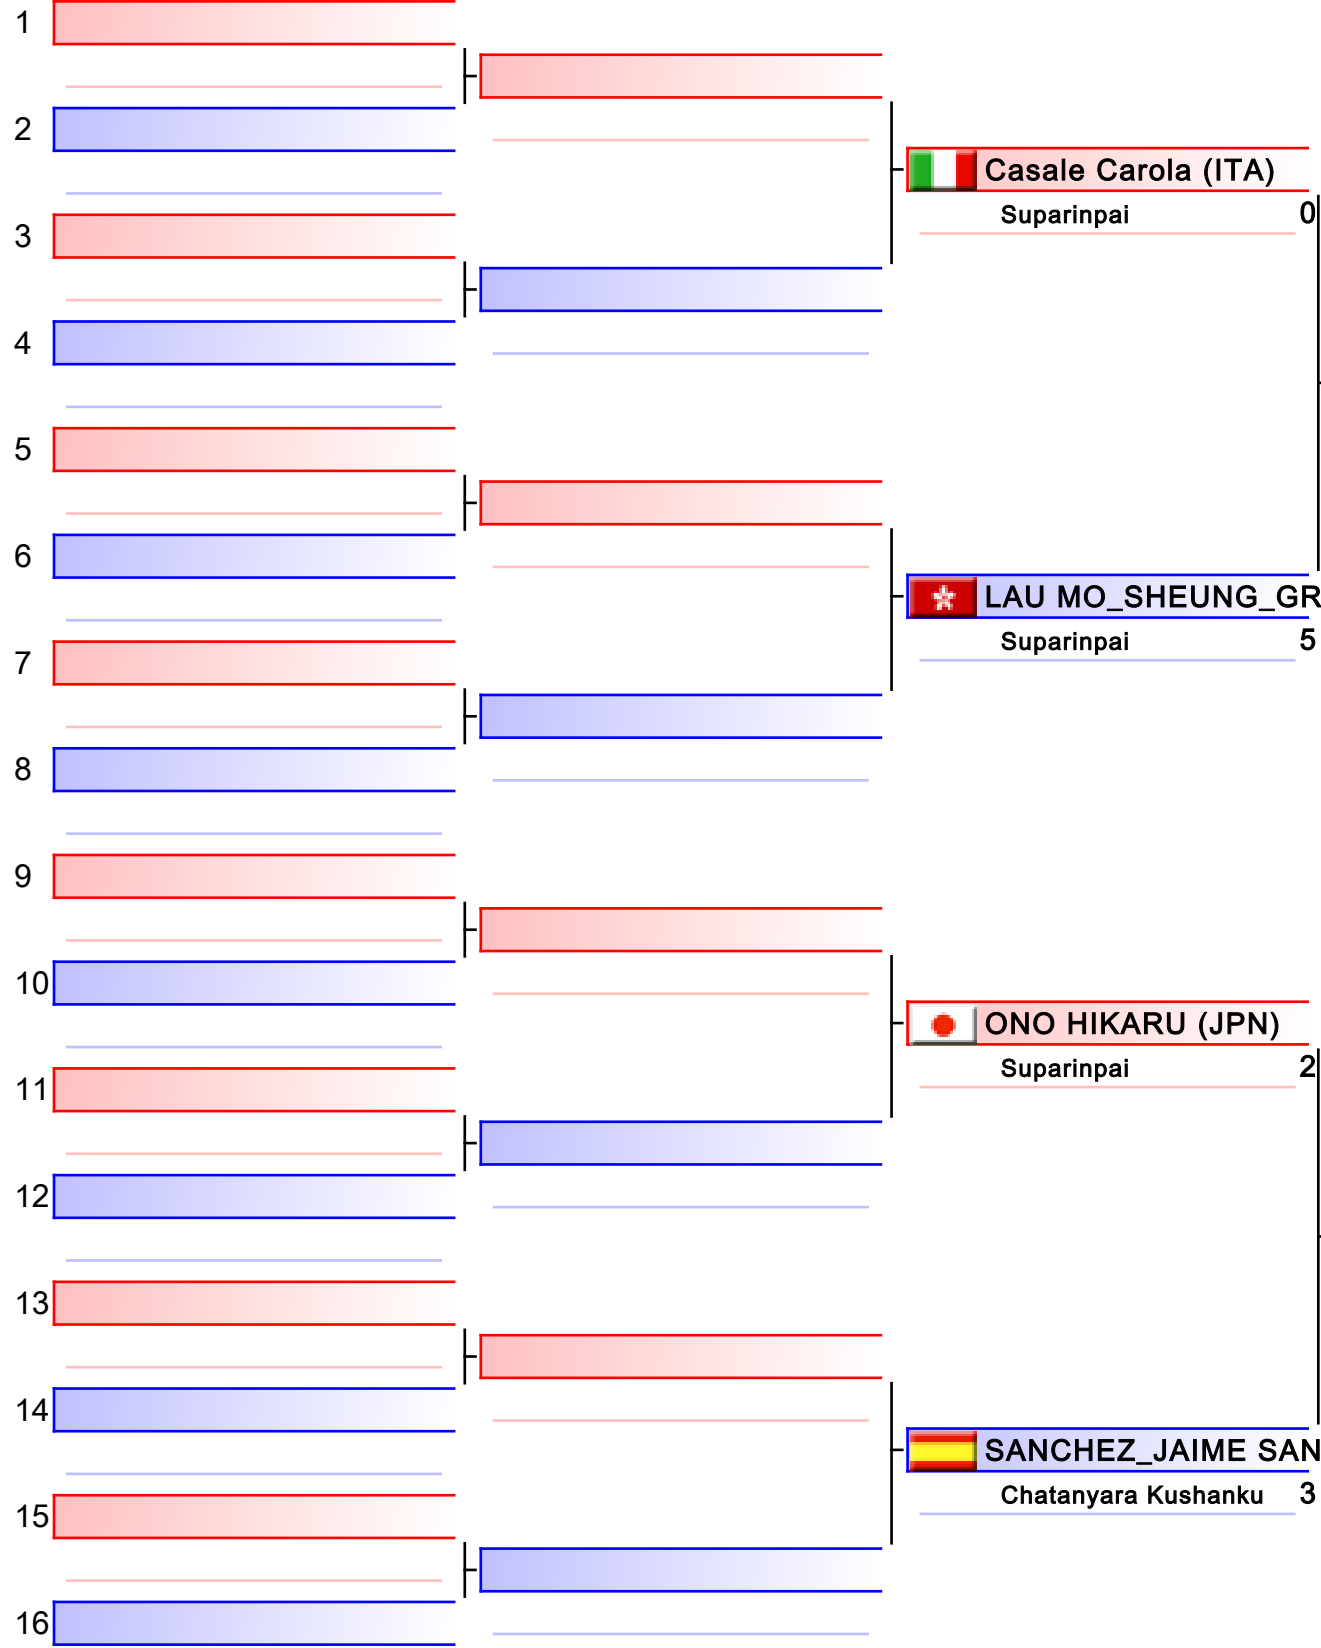 1
2
Casale Carola (ITA)
Suparinpai 0
3
4
5
6
LAU MO_SHEUNG_GR
Suparinpai 5
7
8
9
10
ONO HIKARU (JPN)
Suparinpai 2
11
12
13
14
SANCHEZ_JAIME SAN
Chatanyara Kushanku 3
15
16